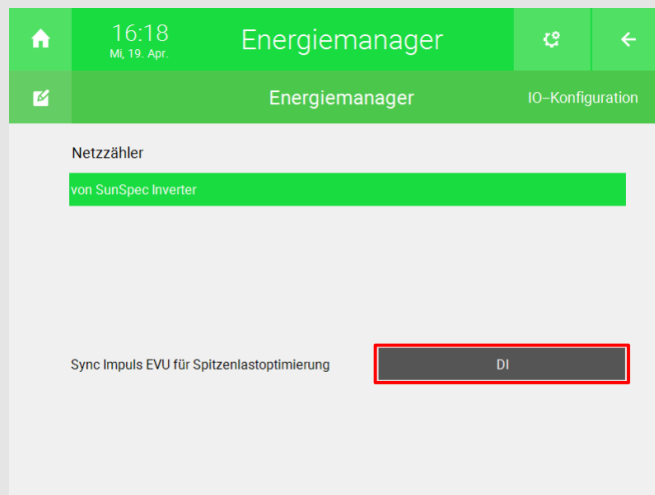 16:18
Mi, 19. Apr.
Energiemanager
Energiemanager
IO-Konfiguration
Netzzähler
von SunSpec Inverter
Sync Impuls EVU für Spitzenlastoptimierung
DI